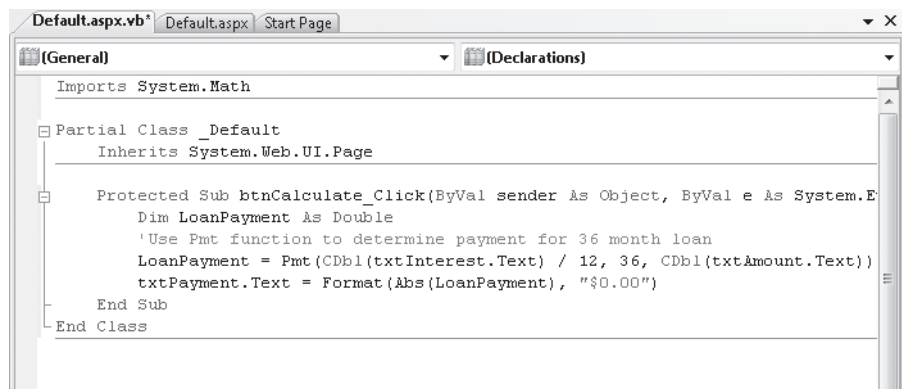 Default.aspx.vb* Default.aspx Start Page
(General) (Declarations)
Imports System.Math
Partial Class _Default
Inherits System.Web.UI.Page
Protected Sub btnCalculate_Click(ByVal sender As Object, ByVal e As System.E
Dim LoanPayment As Double
'Use Pmt function to determine payment for 36 month loan
LoanPayment = Pmt(CDbl(txtInterest.Text) / 12, 36, CDbl(txtAmount.Text))
txtPayment.Text = Format(Abs(LoanPayment), "$0.00")
End Sub
End Class